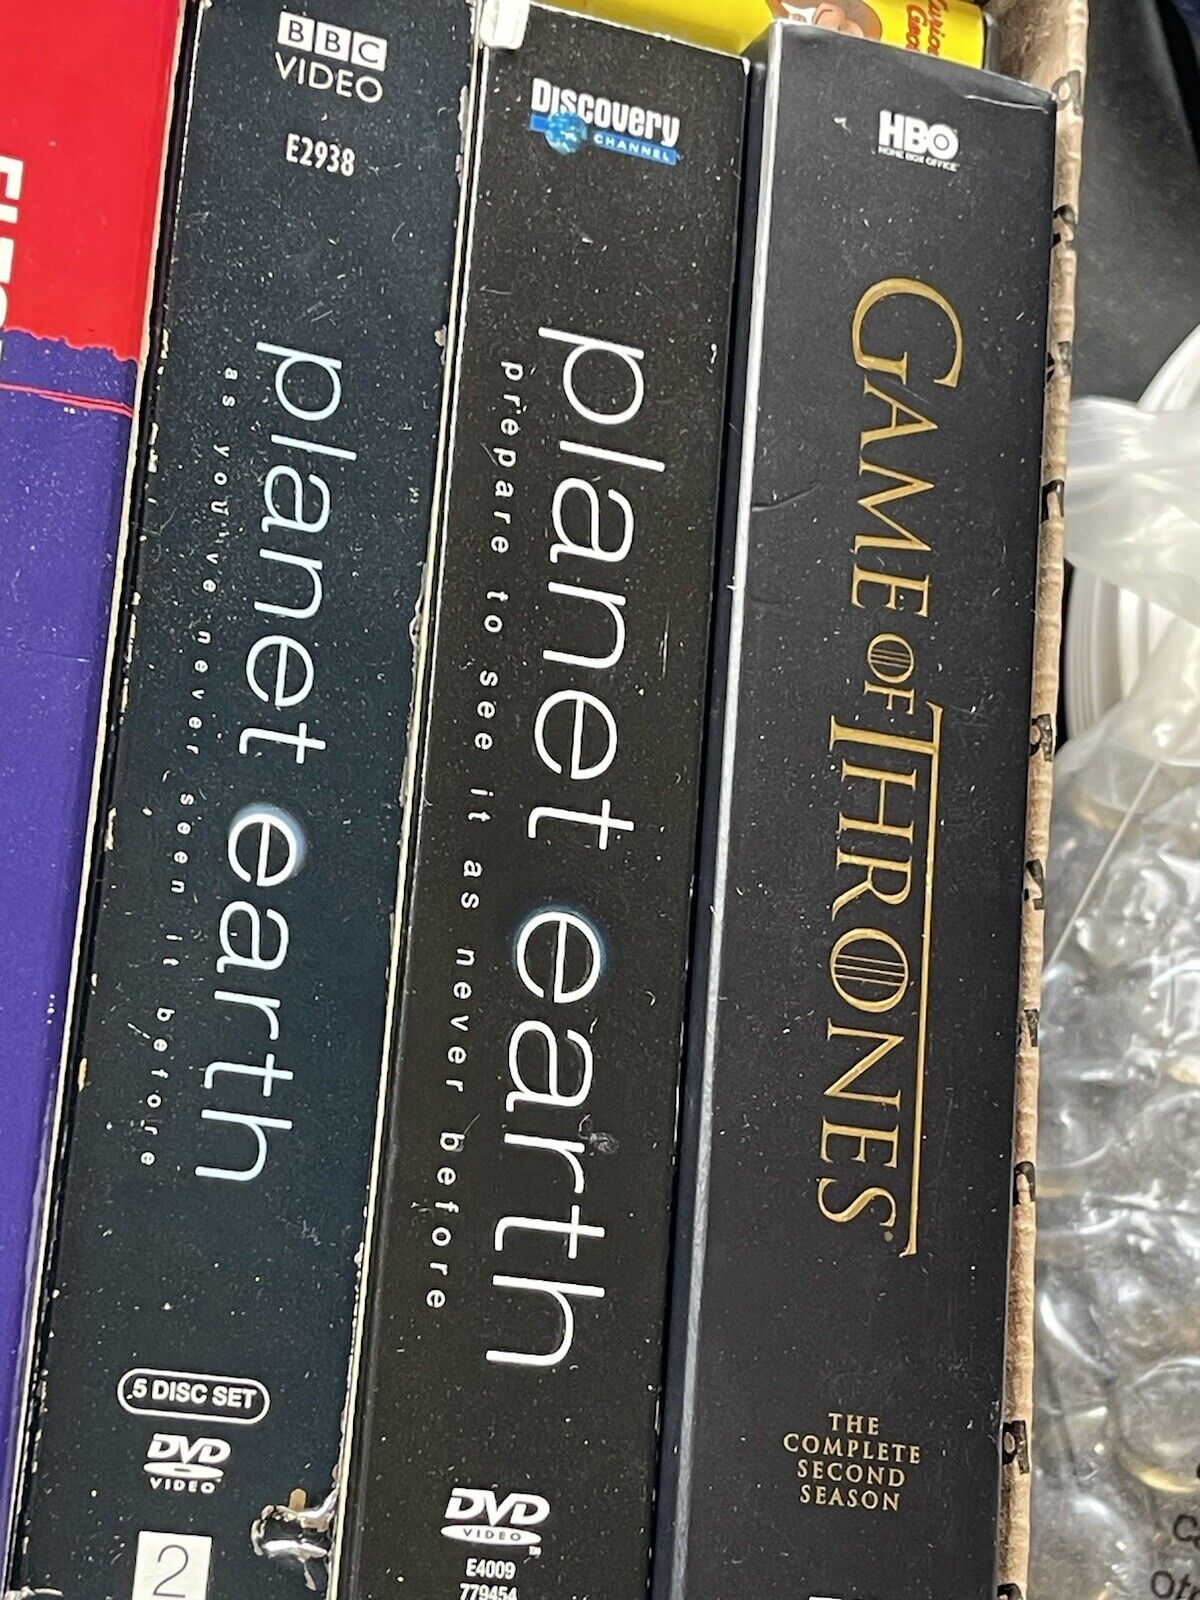 BBC
VIDEO
E2938
planet earth
as you've never seen it before
5 DISC SET
DVD
VIDEO
2
Discovery
CHANNEL
planet earth
prepare to see it as never before
DVD
VIDEO
TM
E4009
779454
HBO
HOME BOX OFFICE
GAME OF THRONES
THE
COMPLETE
SECOND
SEASON